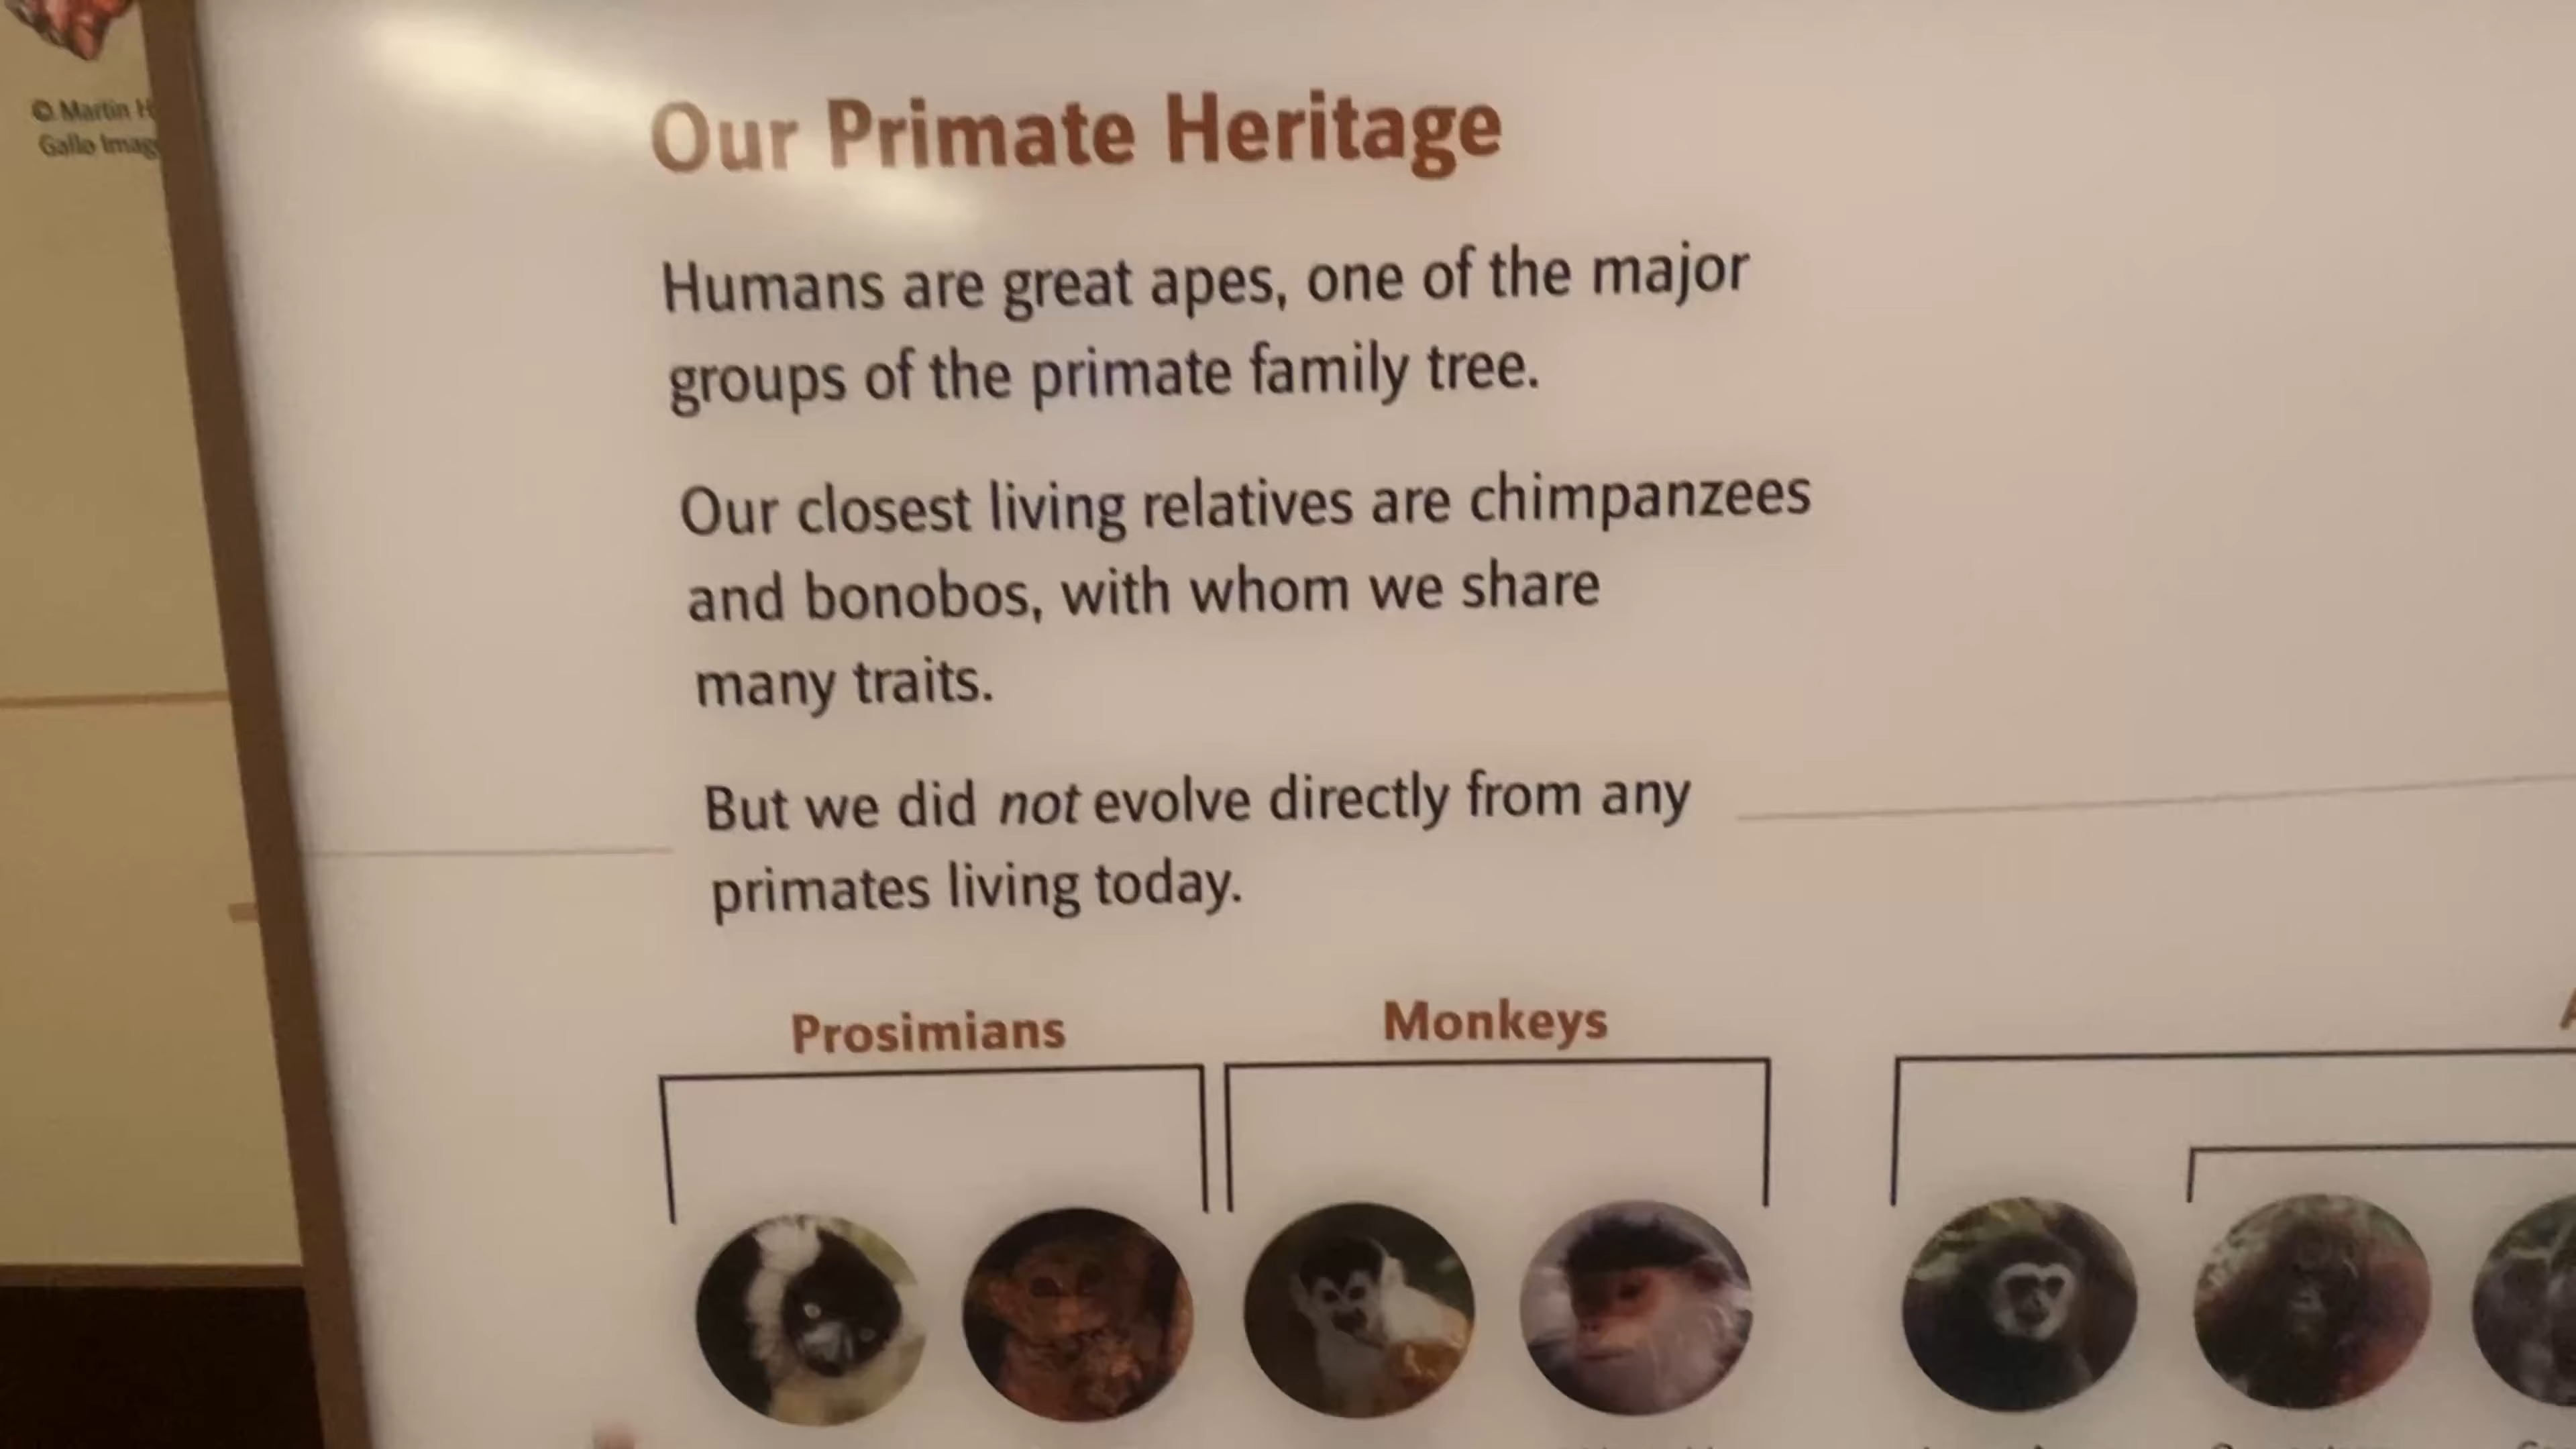 © Martin
Gallo
Our Primate Heritage
Humans are great apes, one of the major
groups of the primate family tree.
Our closest living relatives are chimpanzees
and bonobos, with whom we share
many traits.
But we did not evolve directly from any
primates living today.
Prosimians
Monkeys